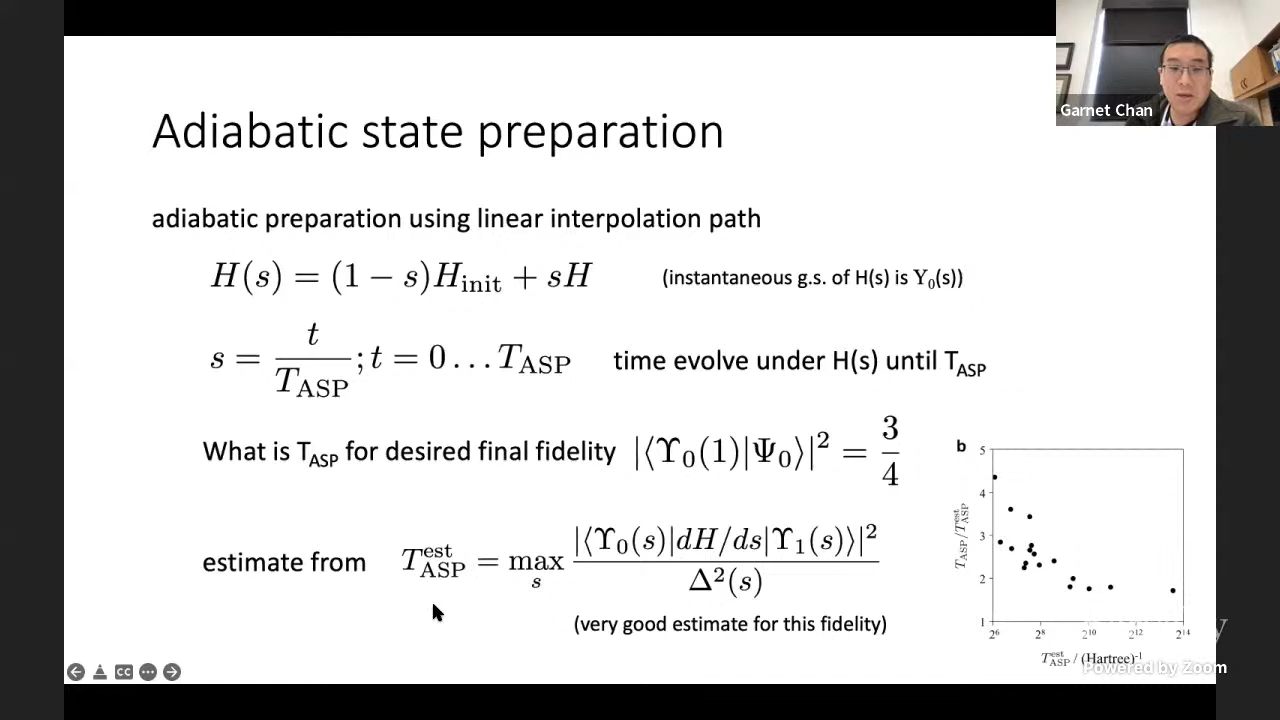 Garnet Chan
Adiabatic state preparation
adiabatic preparation using linear interpolation path
H(s) = (1 − s)H_init + sH (instantaneous g.s. of H(s) is Υ₀(s))
s = t / T_ASP ; t = 0 … T_ASP time evolve under H(s) until T_ASP
What is T_ASP for desired final fidelity |⟨Υ₀(1)|Ψ₀⟩|² = 3/4
estimate from T_ASP^est = max_s |⟨Υ₀(s)|dH/ds|Υ₁(s)⟩|² / Δ²(s)
(very good estimate for this fidelity)
b
5
4
3
2
1
T_ASP/T_ASP^est
2⁶ 2⁸ 2¹⁰ 2¹² 2¹⁴
T_ASP^est / (Hartree)⁻¹
CC
Powered by Zoom